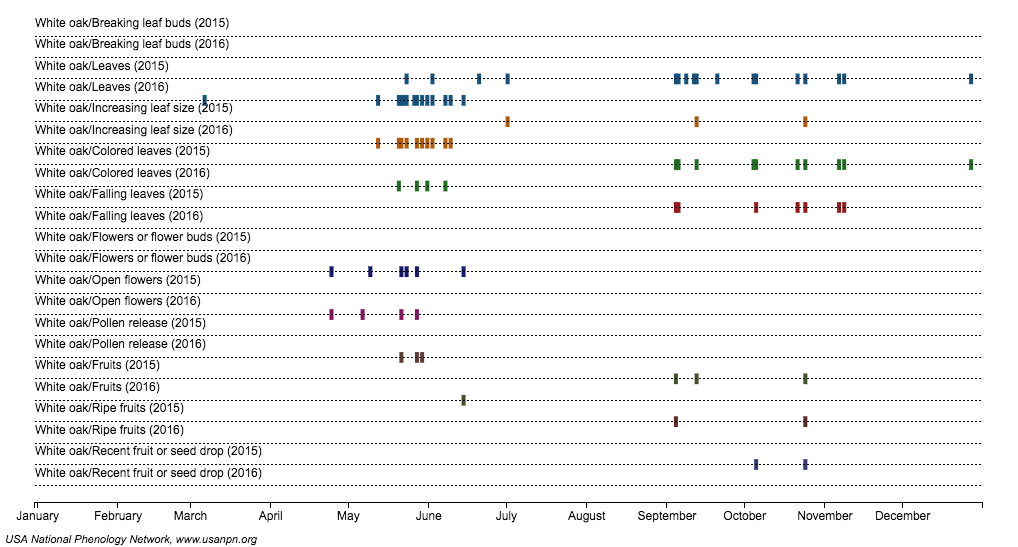 White oak/Breaking leaf buds (2015)
White oak/Breaking leaf buds (2016)
White oak/Leaves (2015)
White oak/Leaves (2016)
White oak/Increasing leaf size (2015)
White oak/Increasing leaf size (2016)
White oak/Colored leaves (2015)
White oak/Colored leaves (2016)
White oak/Falling leaves (2015)
White oak/Falling leaves (2016)
White oak/Flowers or flower buds (2015)
White oak/Flowers or flower buds (2016)
White oak/Open flowers (2015)
White oak/Open flowers (2016)
White oak/Pollen release (2015)
White oak/Pollen release (2016)
White oak/Fruits (2015)
White oak/Fruits (2016)
White oak/Ripe fruits (2015)
White oak/Ripe fruits (2016)
White oak/Recent fruit or seed drop (2015)
White oak/Recent fruit or seed drop (2016)
January February March April May June July August September October November December
USA National Phenology Network, www.usanpn.org